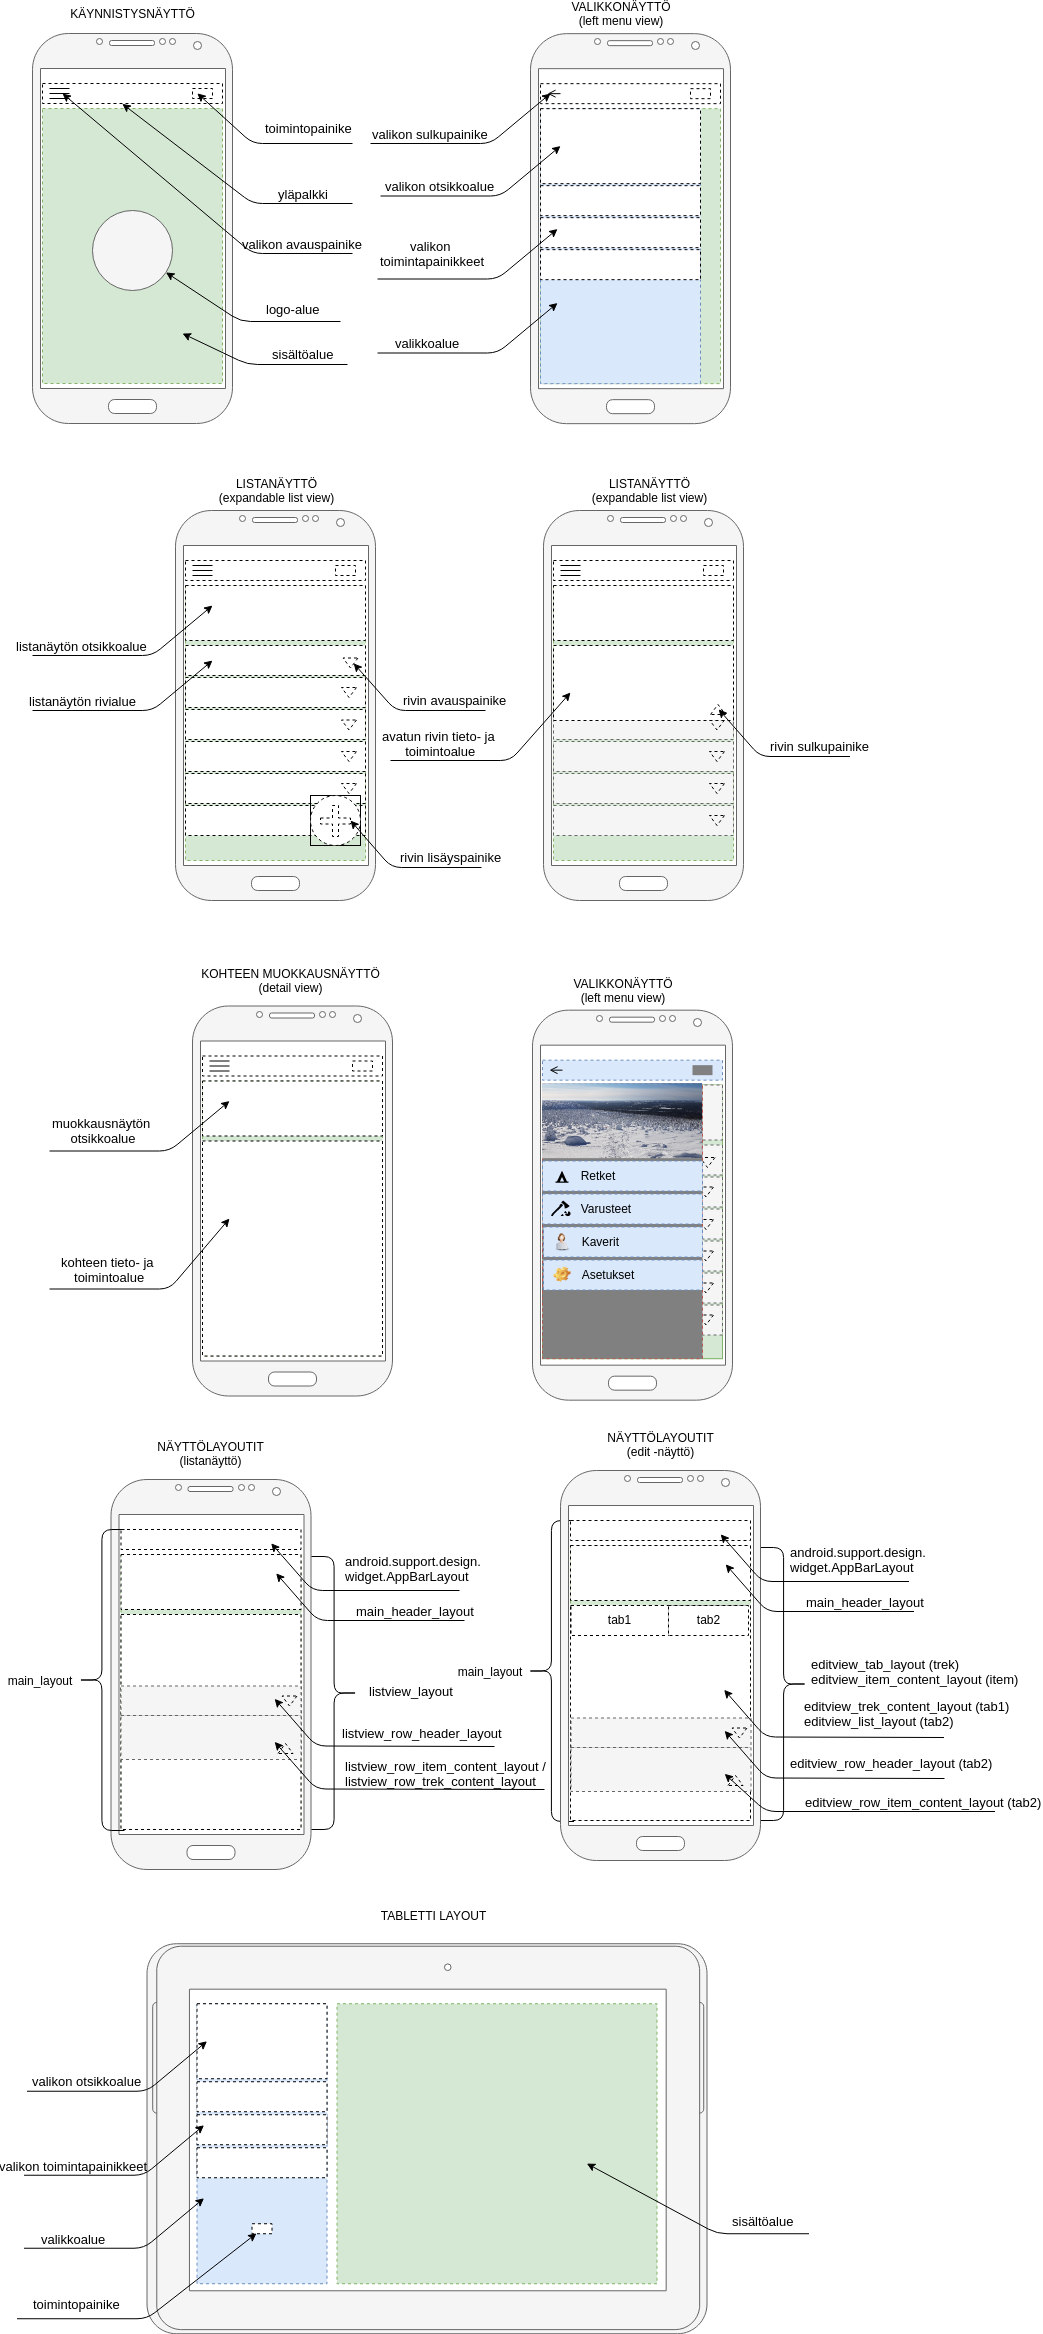 KÄYNNISTYSNÄYTTÖ
toimintopainike
yläpalkki
valikon avauspainike
logo-alue
sisältöalue
VALIKKONÄYTTÖ
(left menu view)
valikon sulkupainike
valikon otsikkoalue
valikon
toimintapainikkeet
valikkoalue
LISTANÄYTTÖ
(expandable list view)
listanäytön otsikkoalue
listanäytön rivialue
rivin avauspainike
rivin lisäyspainike
LISTANÄYTTÖ
(expandable list view)
avatun rivin tieto- ja
toimintoalue
rivin sulkupainike
KOHTEEN MUOKKAUSNÄYTTÖ
(detail view)
muokkausnäytön
otsikkoalue
kohteen tieto- ja
toimintoalue
VALIKKONÄYTTÖ
(left menu view)
Retket
Varusteet
Kaverit
Asetukset
NÄYTTÖLAYOUTIT
(listanäyttö)
main_layout
android.support.design.
widget.AppBarLayout
main_header_layout
listview_layout
listview_row_header_layout
listview_row_item_content_layout /
listview_row_trek_content_layout
NÄYTTÖLAYOUTIT
(edit -näyttö)
main_layout
tab1
tab2
android.support.design.
widget.AppBarLayout
main_header_layout
editview_tab_layout (trek)
editview_item_content_layout (item)
editview_trek_content_layout (tab1)
editview_list_layout (tab2)
editview_row_header_layout (tab2)
editview_row_item_content_layout (tab2)
TABLETTI LAYOUT
valikon otsikkoalue
valikon toimintapainikkeet
valikkoalue
toimintopainike
sisältöalue